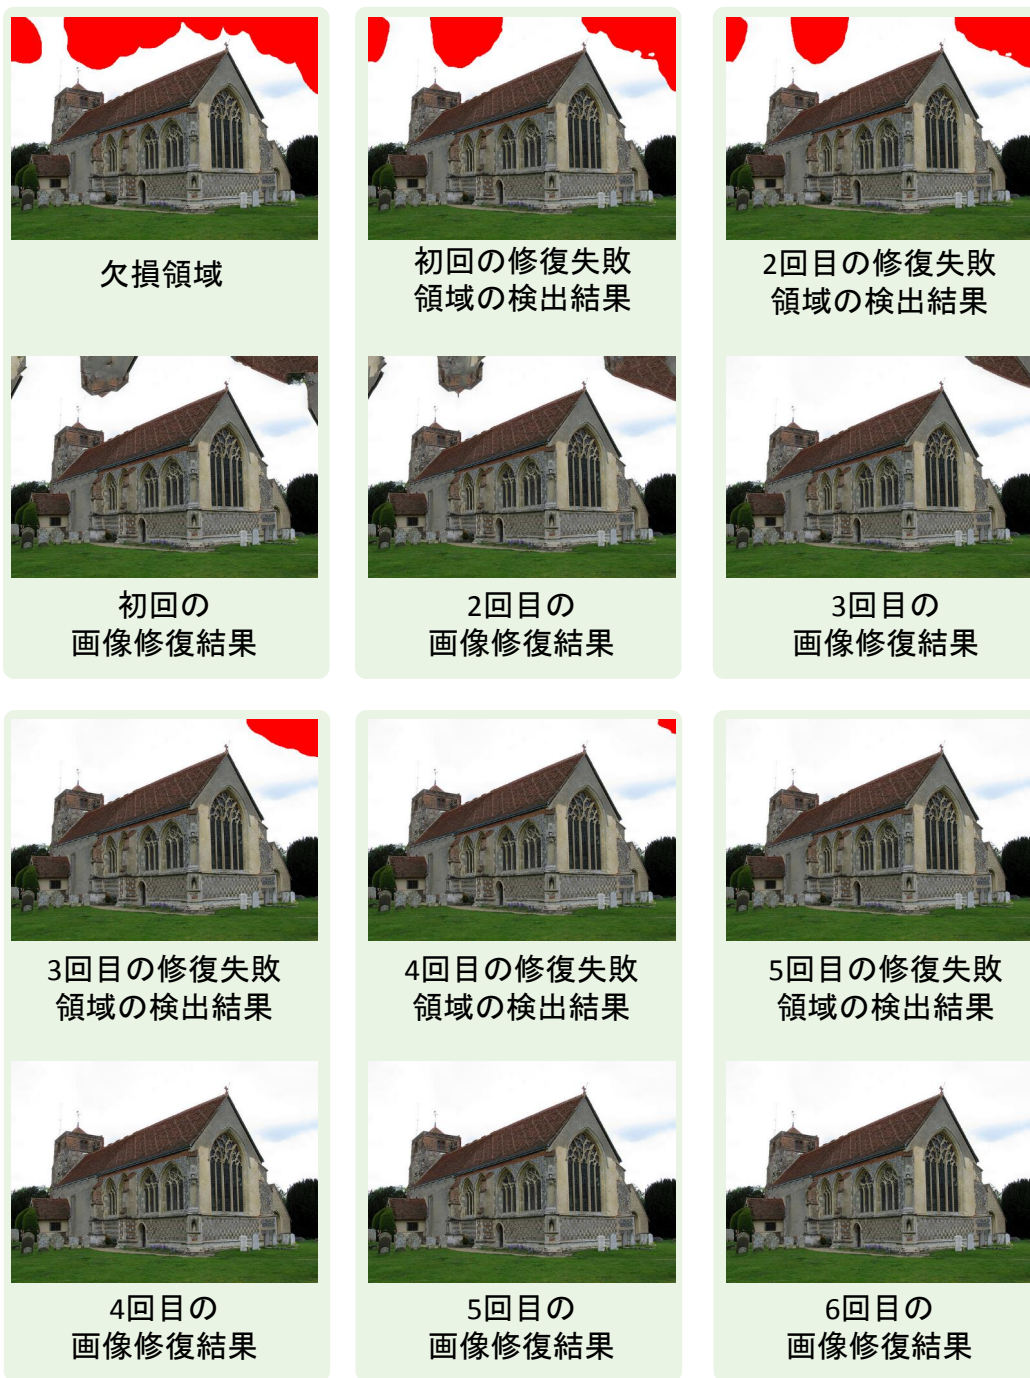 欠損領域
初回の修復失敗
領域の検出結果
2回目の修復失敗
領域の検出結果
初回の
画像修復結果
2回目の
画像修復結果
3回目の
画像修復結果
3回目の修復失敗
領域の検出結果
4回目の修復失敗
領域の検出結果
5回目の修復失敗
領域の検出結果
4回目の
画像修復結果
5回目の
画像修復結果
6回目の
画像修復結果